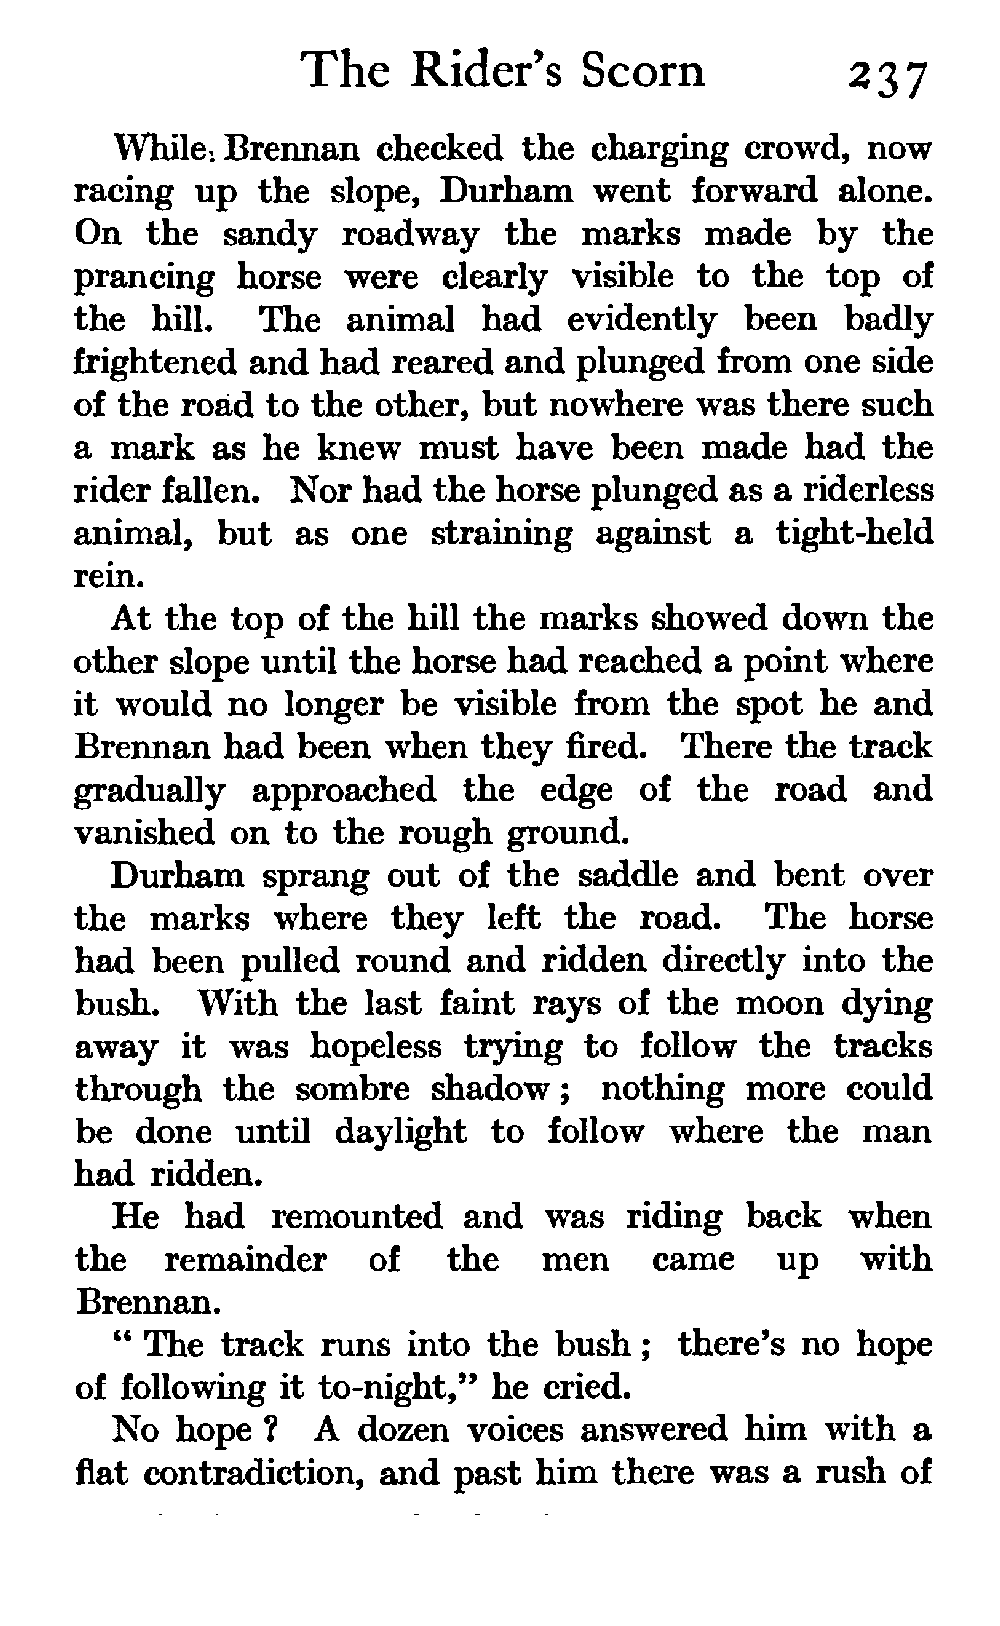 The Rider's Scorn 237
While Brennan checked the charging crowd, now
racing up the slope, Durham went forward alone.
On the sandy roadway the marks made by the
prancing horse were clearly visible to the top of
the hill. The animal had evidently been badly
frightened and had reared and plunged from one side
of the road to the other, but nowhere was there such
a mark as he knew must have been made had the
rider fallen. Nor had the horse plunged as a riderless
animal, but as one straining against a tight-held
rein.
At the top of the hill the marks showed down the
other slope until the horse had reached a point where
it would no longer be visible from the spot he and
Brennan had been when they fired. There the track
gradually approached the edge of the road and
vanished on to the rough ground.
Durham sprang out of the saddle and bent over
the marks where they left the road. The horse
had been pulled round and ridden directly into the
bush. With the last faint rays of the moon dying
away it was hopeless trying to follow the tracks
through the sombre shadow ; nothing more could
be done until daylight to follow where the man
had ridden.
He had remounted and was riding back when
the remainder of the men came up with
Brennan.
“ The track runs into the bush ; there's no hope
of following it to-night,” he cried.
No hope ? A dozen voices answered him with a
flat contradiction, and past him there was a rush of